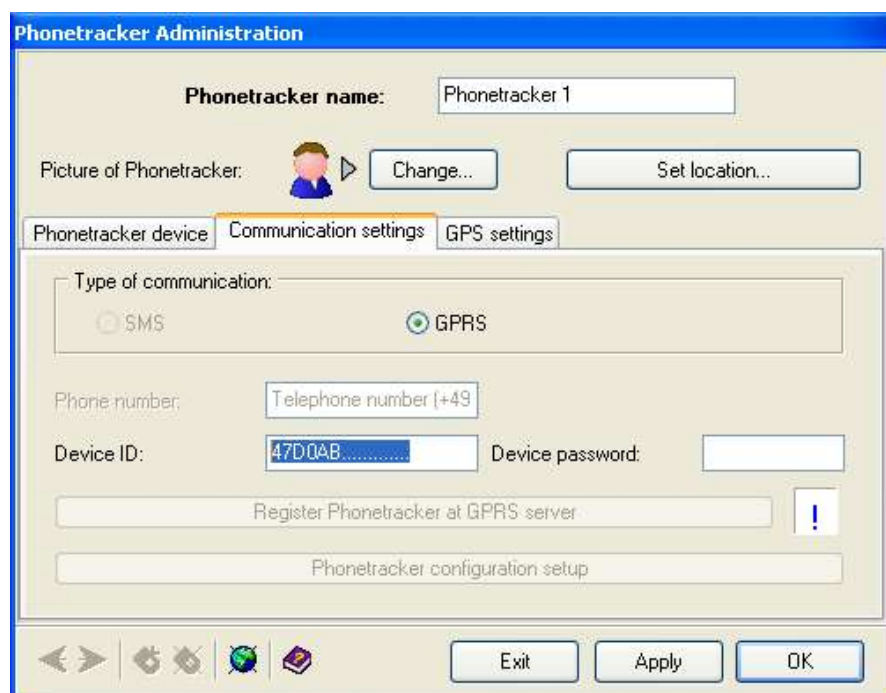 Phonetracker Administration
Phonetracker name: Phonetracker 1
Picture of Phonetracker: Change... Set location...
Phonetracker device Communication settings GPS settings
Type of communication:
SMS GPRS
Phone number: Telephone number (+49
Device ID: 47D0AB............. Device password:
Register Phonetracker at GPRS server !
Phonetracker configuration setup
Exit Apply OK